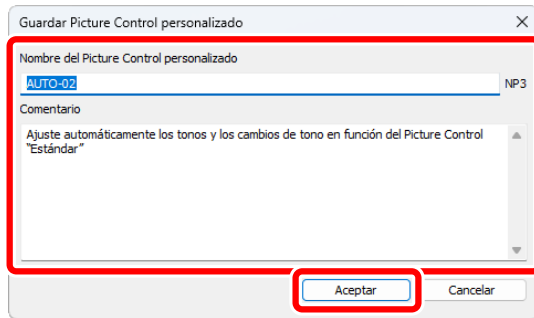 Guardar Picture Control personalizado
Nombre del Picture Control personalizado
AUTO-02 NP3
Comentario
Ajuste automáticamente los tonos y los cambios de tono en función del Picture Control
"Estándar"
Aceptar Cancelar